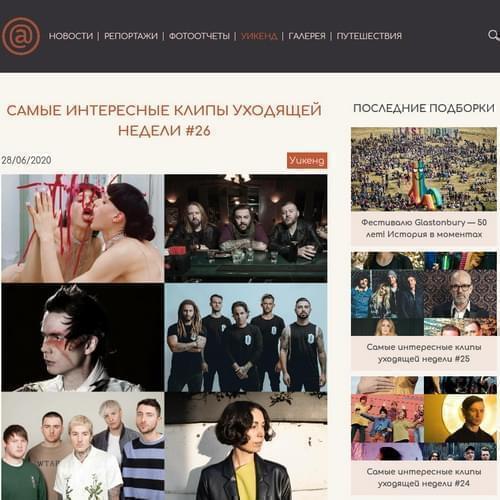 @
НОВОСТИ | РЕПОРТАЖИ | ФОТООТЧЕТЫ | УИКЕНД | ГАЛЕРЕЯ | ПУТЕШЕСТВИЯ
САМЫЕ ИНТЕРЕСНЫЕ КЛИПЫ УХОДЯЩЕЙ
НЕДЕЛИ #26
28/06/2020
Уикенд
ПОСЛЕДНИЕ ПОДБОРКИ
Фестивалю Glastonbury — 50
лет! История в моментах
Самые интересные клипы
уходящей недели #25
Самые интересные клипы
уходящей недели #24